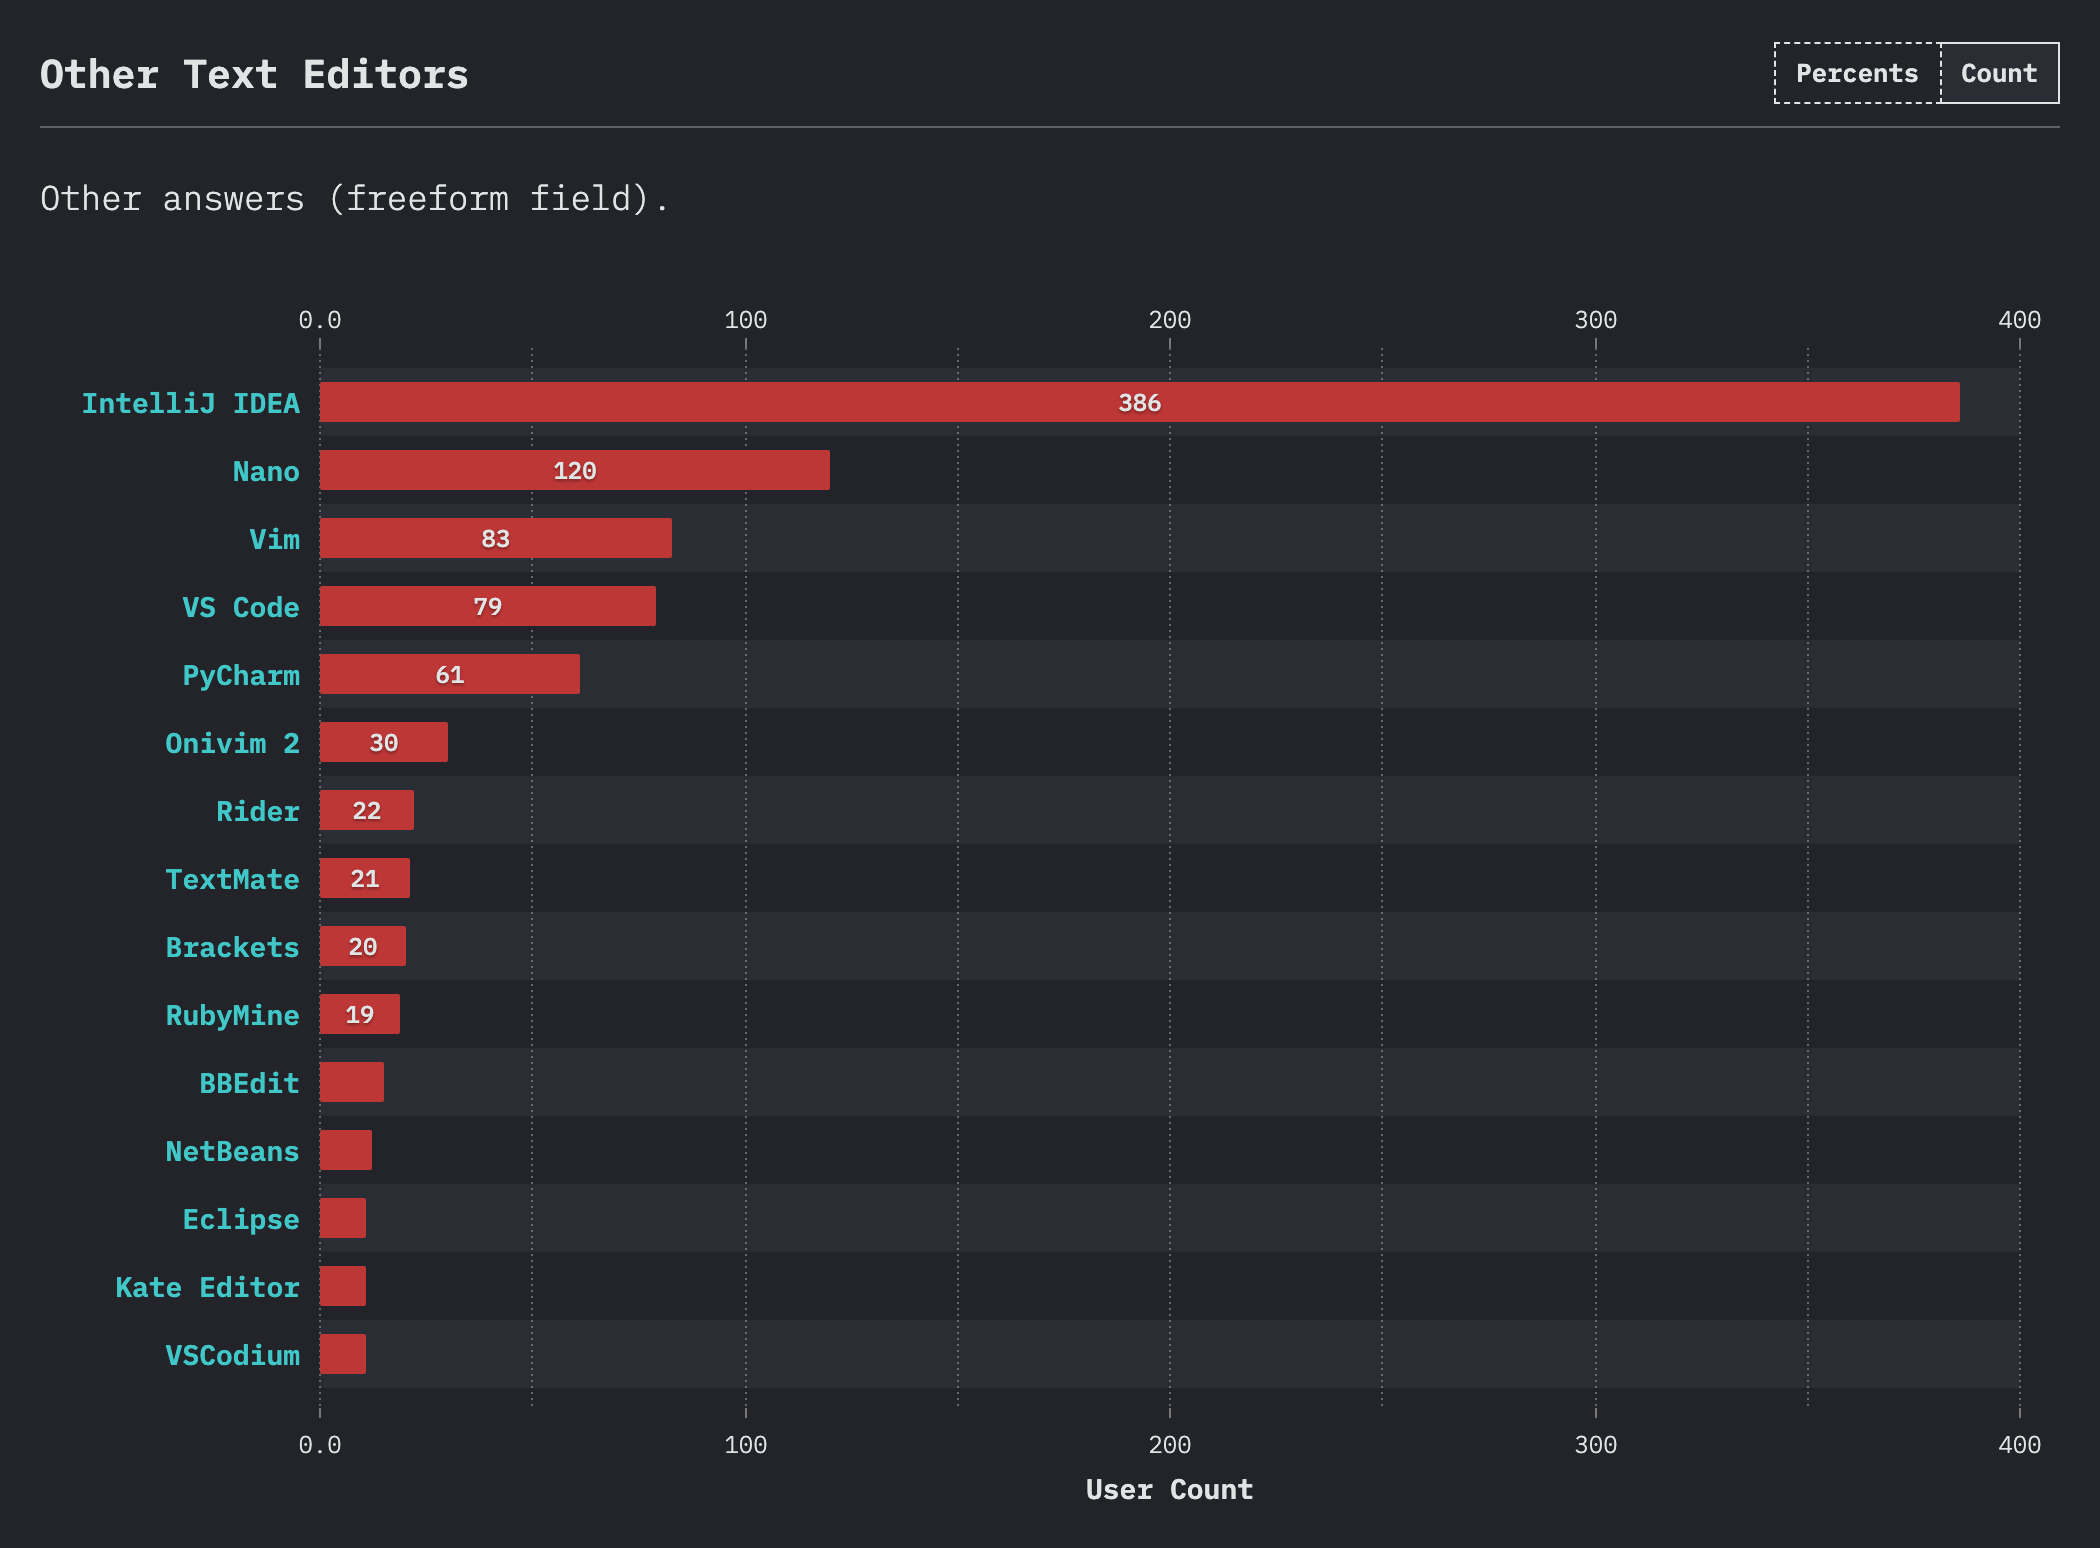 Other Text Editors
Percents Count
Other answers (freeform field).
0.0 100 200 300 400
IntelliJ IDEA 386
Nano 120
Vim 83
VS Code 79
PyCharm 61
Onivim 2 30
Rider 22
TextMate 21
Brackets 20
RubyMine 19
BBEdit
NetBeans
Eclipse
Kate Editor
VSCodium
0.0 100 200 300 400
User Count